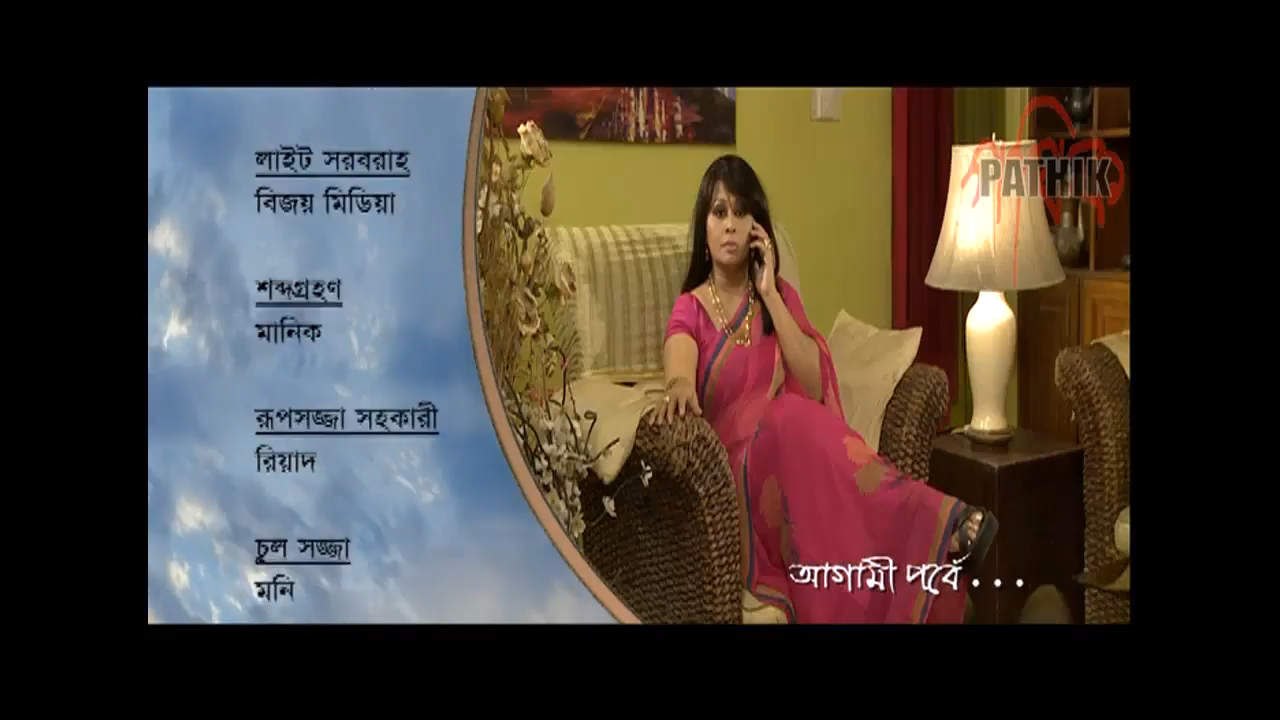 লাইট সরবরাহ
বিজয় মিডিয়া
শব্দগ্রহণ
মানিক
রূপসজ্জা সহকারী
রিয়াদ
চুল সজ্জা
মনি
PATHIK
আগামী পর্বে...